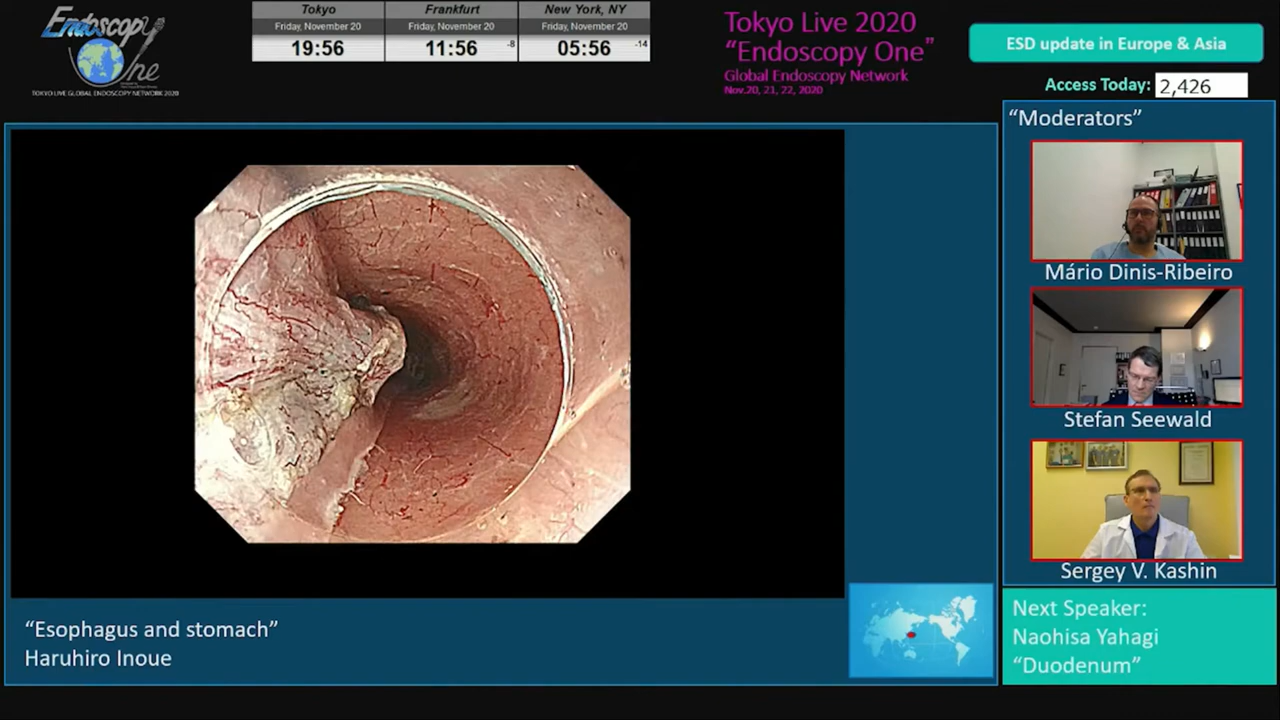 Endoscopy
One
TOKYO LIVE GLOBAL ENDOSCOPY NETWORK 2020
Tokyo
Friday, November 20
19:56
Frankfurt
Friday, November 20
11:56
-8
New York, NY
Friday, November 20
05:56
-14
Tokyo Live 2020
“Endoscopy One”
Global Endoscopy Network
Nov.20, 21, 22, 2020
ESD update in Europe & Asia
Access Today: 2,426
“Moderators”
Mário Dinis-Ribeiro
Stefan Seewald
Sergey V. Kashin
“Esophagus and stomach”
Haruhiro Inoue
Next Speaker:
Naohisa Yahagi
“Duodenum”